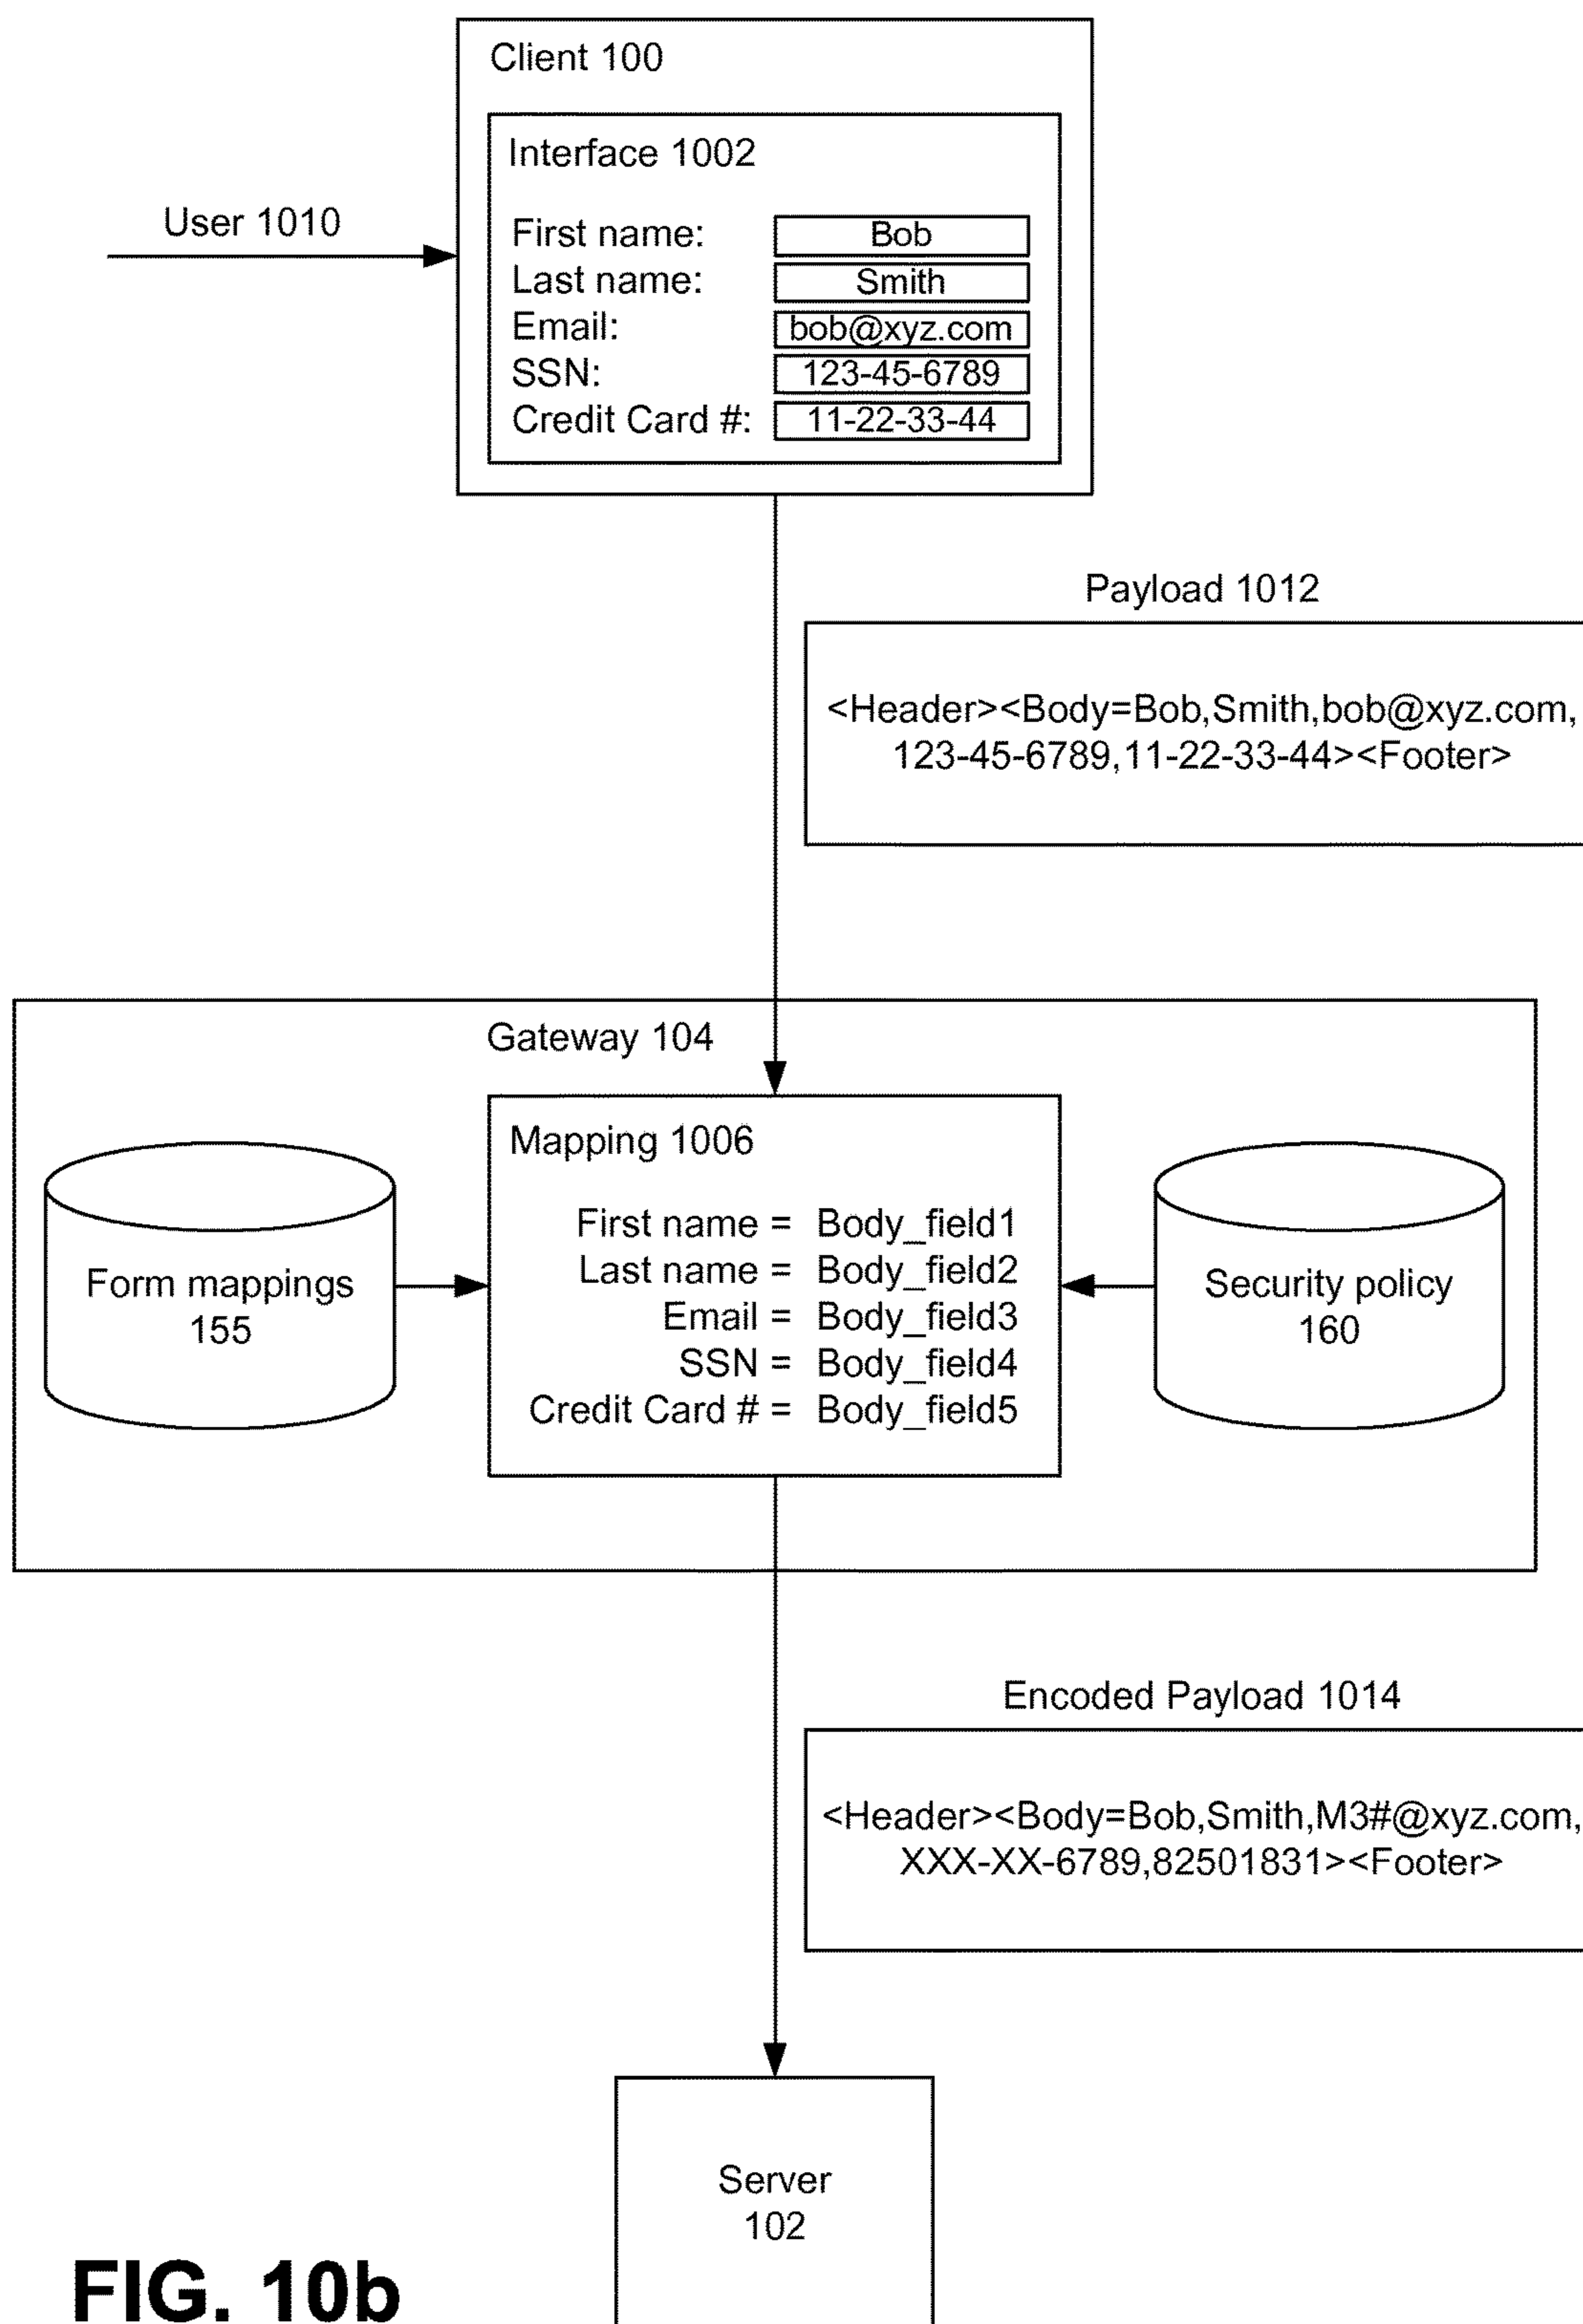 Client 100
Interface 1002
User 1010
First name: Bob
Last name: Smith
Email: bob@xyz.com
SSN: 123-45-6789
Credit Card #: 11-22-33-44
Payload 1012
<Header><Body=Bob,Smith,bob@xyz.com,
123-45-6789,11-22-33-44><Footer>
Gateway 104
Mapping 1006
First name = Body_field1
Last name = Body_field2
Email = Body_field3
SSN = Body_field4
Credit Card # = Body_field5
Form mappings
155
Security policy
160
Encoded Payload 1014
<Header><Body=Bob,Smith,M3#@xyz.com,
XXX-XX-6789,82501831><Footer>
Server
102
FIG. 10b